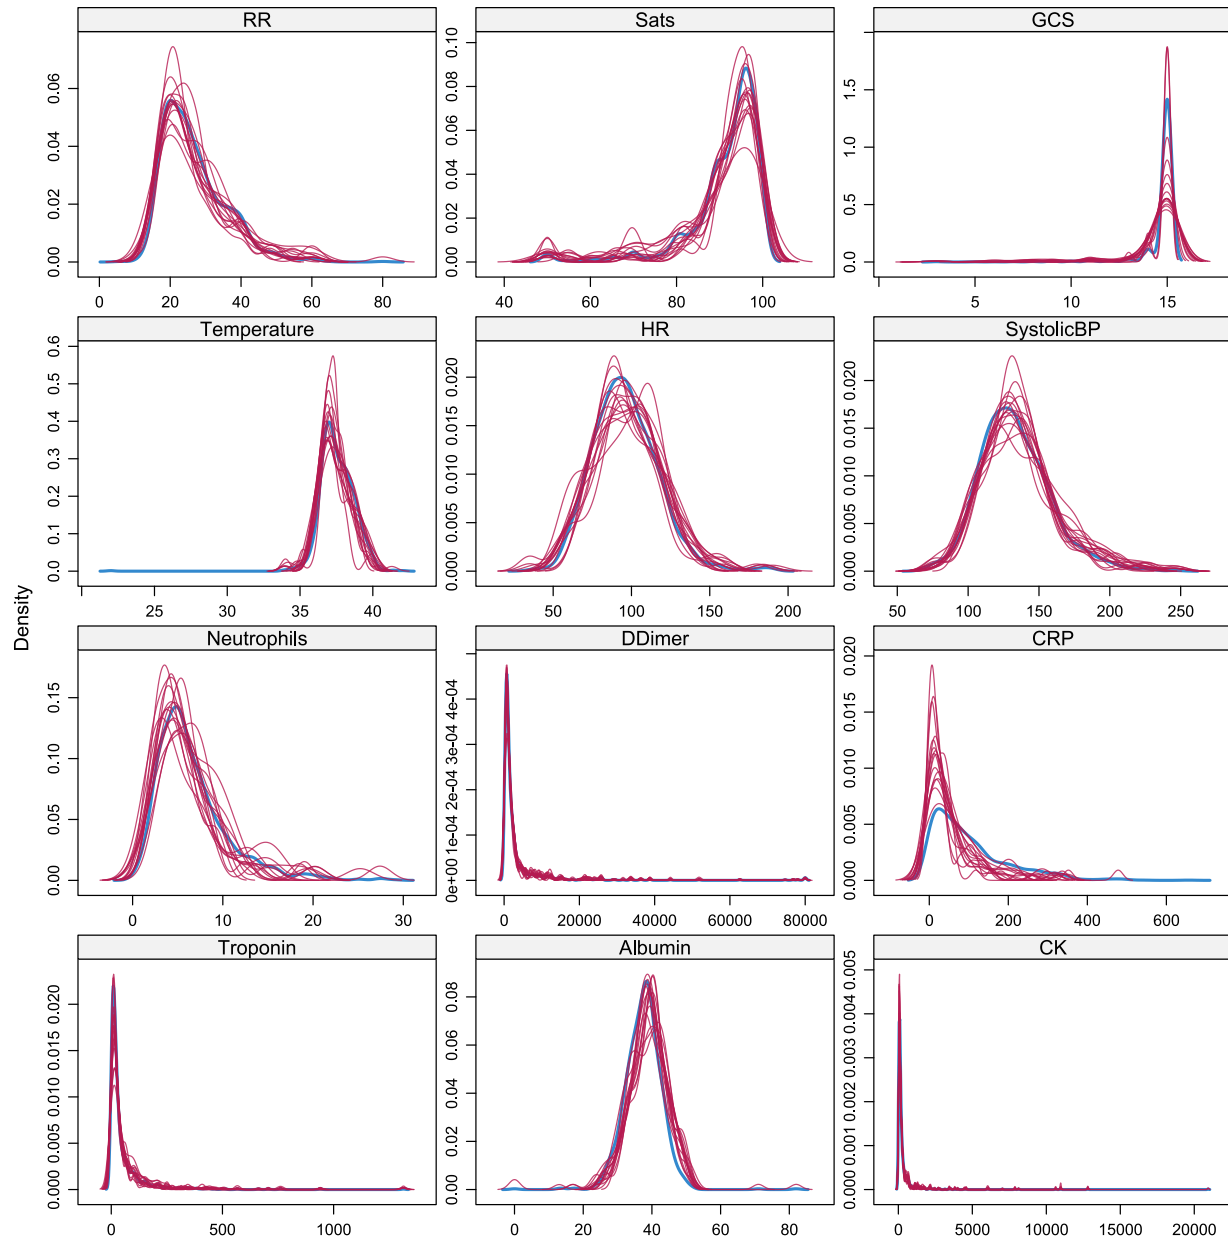 RR Sats GCS
0.00 0.02 0.04 0.06
0.00 0.02 0.04 0.06 0.08 0.10
0.0 0.5 1.0 1.5
0 20 40 60 80
40 60 80 100
5 10 15
Temperature HR SystolicBP
0.0 0.1 0.2 0.3 0.4 0.5 0.6
0.000 0.005 0.010 0.015 0.020
0.000 0.005 0.010 0.015 0.020
25 30 35 40
50 100 150 200
50 100 150 200 250
Density
Neutrophils DDimer CRP
0.00 0.05 0.10 0.15
0e+00 1e-04 2e-04 3e-04 4e-04
0.000 0.005 0.010 0.015 0.020
0 10 20 30
0 20000 40000 60000 80000
0 200 400 600
Troponin Albumin CK
0.000 0.005 0.010 0.015 0.020
0.00 0.02 0.04 0.06 0.08
0.000 0.001 0.002 0.003 0.004 0.005
0 500 1000
0 20 40 60 80
0 5000 10000 15000 20000